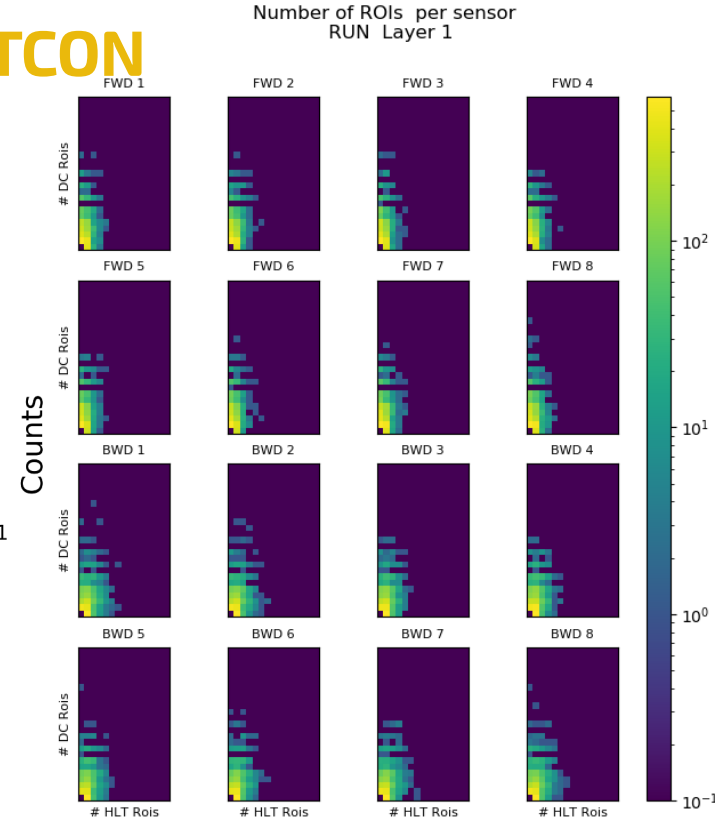 Number of ROIs  per sensor
RUN  Layer 1
TCON
FWD 1 FWD 2 FWD 3 FWD 4
# DC Rois
FWD 5 FWD 6 FWD 7 FWD 8
# DC Rois
Counts
BWD 1 BWD 2 BWD 3 BWD 4
# DC Rois
1
BWD 5 BWD 6 BWD 7 BWD 8
# DC Rois
# HLT Rois # HLT Rois # HLT Rois # HLT Rois
10²
10¹
10⁰
10⁻¹